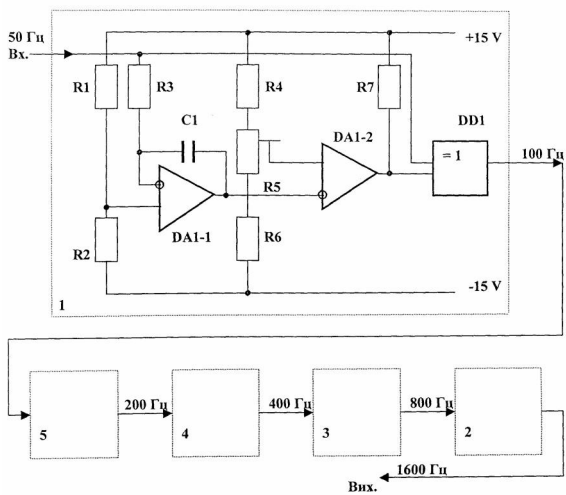 50 Гц
Вх.
+15 V
R1
R3
R4
R7
C1
DA1-2
DD1
= 1
100 Гц
R5
DA1-1
R2
R6
-15 V
1
200 Гц
400 Гц
800 Гц
5
4
3
2
1600 Гц
Вих.